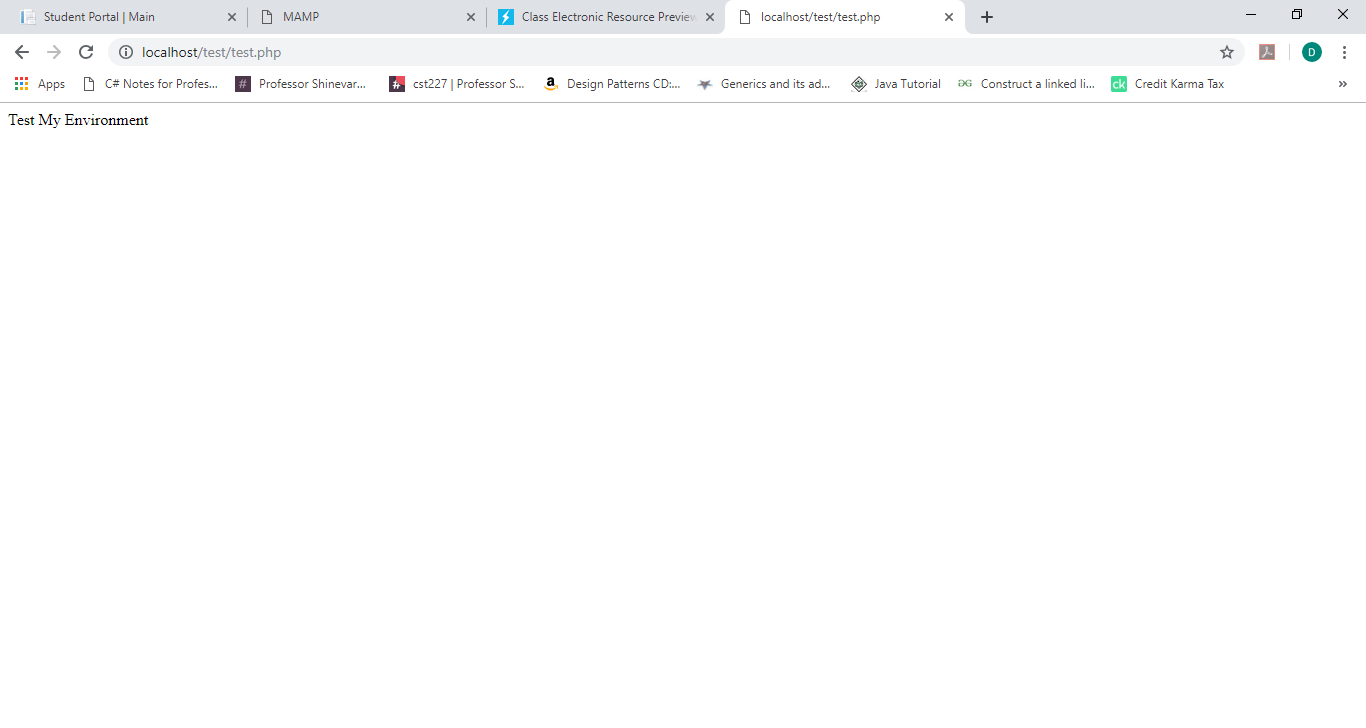 Student Portal | Main
MAMP
Class Electronic Resource Preview
localhost/test/test.php
localhost/test/test.php
D
Apps
C# Notes for Profes...
# Professor Shinevar...
# cst227 | Professor S...
a Design Patterns CD:...
Generics and its ad...
Java Tutorial
Construct a linked li...
ck Credit Karma Tax
»
Test My Environment